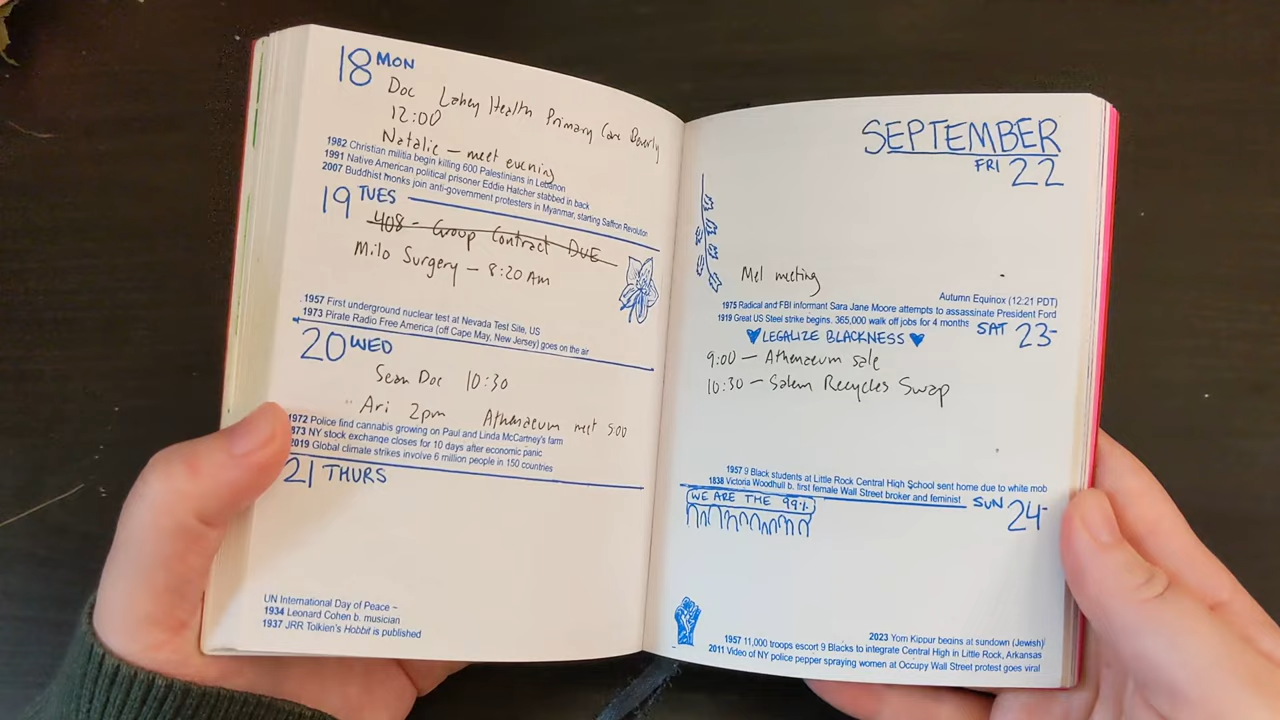 18 MON
Doc Lahey Health Primary Care Beverly
12:00
Natalie – meet evening
1982 Christian militia begin killing 600 Palestinians in Lebanon
1991 Native American political prisoner Eddie Hatcher stabbed in back
2007 Buddhist monks join anti-government protesters in Myanmar, starting Saffron Revolution
19 TUES
408 - Group Contract DUE
Milo Surgery – 8:20 AM
1957 First underground nuclear test at Nevada Test Site, US
1973 Pirate Radio Free America (off Cape May, New Jersey) goes on the air
20 WED
Sean Doc 10:30
Ari 2pm Athenaeum meet 500
1972 Police find cannabis growing on Paul and Linda McCartney's farm
873 NY stock exchange closes for 10 days after economic panic
2019 Global climate strikes involve 6 million people in 150 countries
21 THURS
UN International Day of Peace –
1934 Leonard Cohen b. musician
1937 JRR Tolkien's Hobbit is published
SEPTEMBER
FRI 22
Mel meeting
Autumn Equinox (12:21 PDT)
1975 Radical and FBI informant Sara Jane Moore attempts to assassinate President Ford
1919 Great US Steel strike begins. 365,000 walk off jobs for 4 months
SAT 23
LEGALIZE BLACKNESS
9:00 – Athenaeum sale
10:30 – Salem Recycles Swap
1957 9 Black students at Little Rock Central High School sent home due to white mob
1838 Victoria Woodhull b. first female Wall Street broker and feminist
SUN 24
WE ARE THE 99%
2023 Yom Kippur begins at sundown (Jewish)
1957 11,000 troops escort 9 Blacks to integrate Central High in Little Rock, Arkansas
2011 Video of NY police pepper spraying women at Occupy Wall Street protest goes viral